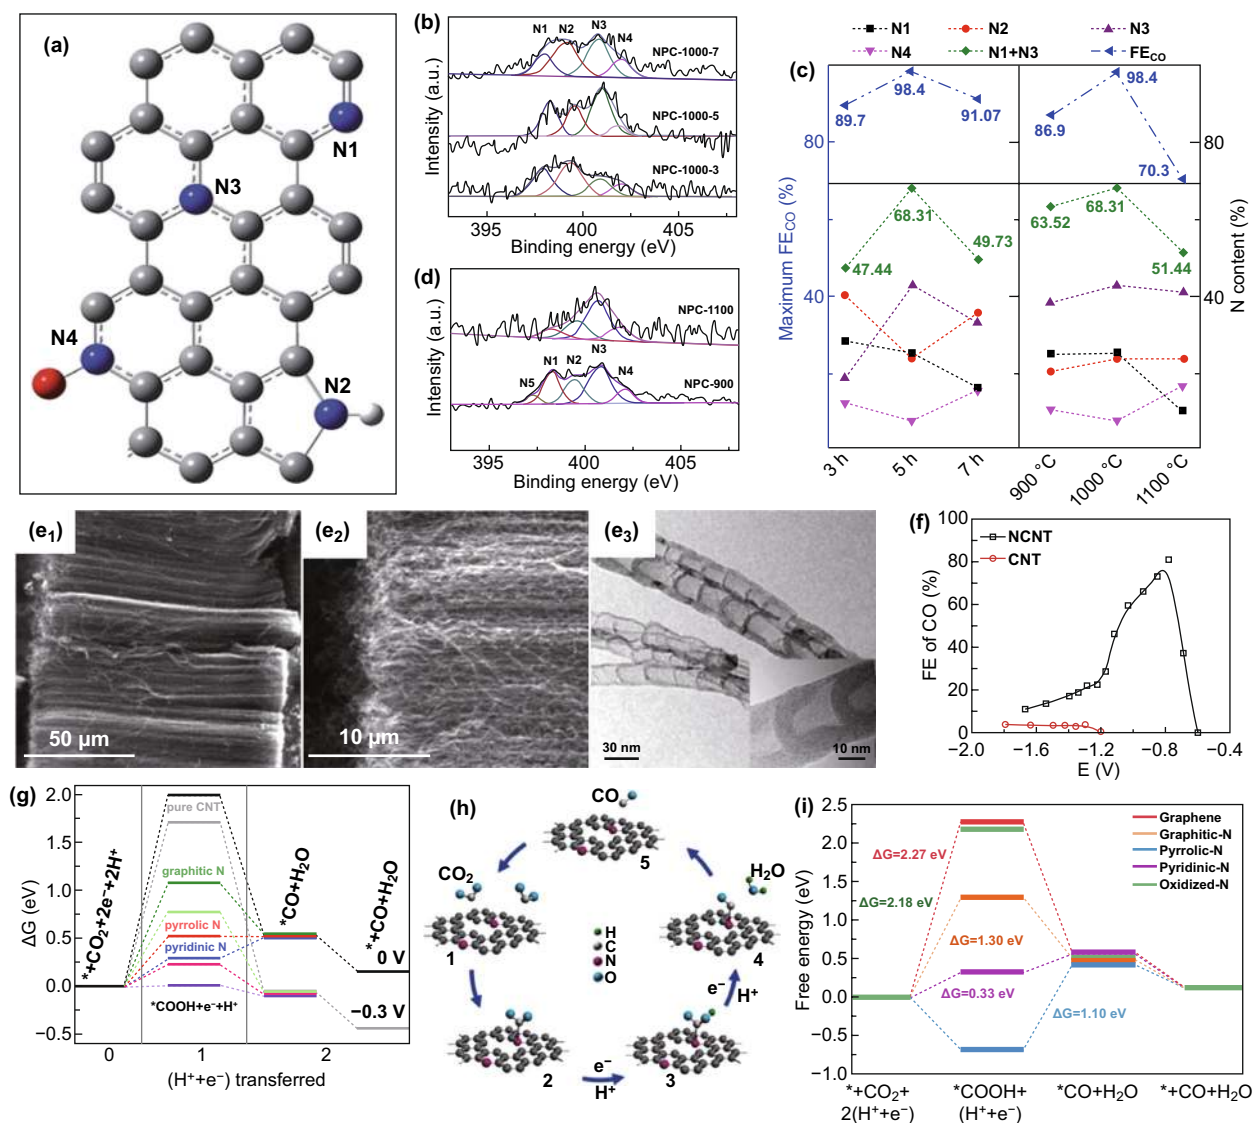 (a)
N1
N3
N4
N2
(b)
N1 N2 N3 N4
NPC-1000-7
NPC-1000-5
NPC-1000-3
Intensity (a.u.)
395 400 405
Binding energy (eV)
(d)
NPC-1100
N5 N1 N2 N3 N4
NPC-900
Intensity (a.u.)
395 400 405
Binding energy (eV)
N1 N2 N3
N4 N1+N3 FECO
(c)
98.4 98.4
89.7 91.07 86.9
80 80
70.3
68.31 63.52 68.31
47.44 49.73 51.44
40 40
Maximum FECO (%)
N content (%)
3 h 5 h 7 h 900 °C 1000 °C 1100 °C
(e1)
50 μm
(e2)
10 μm
(e3)
30 nm
10 nm
(f)
NCNT
CNT
FE of CO (%)
100
80
60
40
20
0
−2.0 −1.6 −1.2 −0.8 −0.4
E (V)
(g)
ΔG (eV)
2.0
1.5
1.0
0.5
0.0
−0.5
pure CNT
graphitic N
pyrrolic N
pyridinic N
*+CO2+2e−+2H+
*COOH+e−+H+
*CO+H2O
*+CO+H2O
0 V
−0.3 V
0 1 2
(H++e−) transferred
(h)
CO
5
CO2
1
H2O
4
H
C
N
O
2
e−
H+
3
e−
H+
(i)
Free energy (eV)
2.5
2.0
1.5
1.0
0.5
0.0
−0.5
−1.0
Graphene
Graphitic-N
Pyrrolic-N
Pyridinic-N
Oxidized-N
ΔG=2.27 eV
ΔG=2.18 eV
ΔG=1.30 eV
ΔG=0.33 eV
ΔG=1.10 eV
*+CO2+ *COOH+ *CO+H2O *+CO+H2O
2(H++e−) (H++e−)